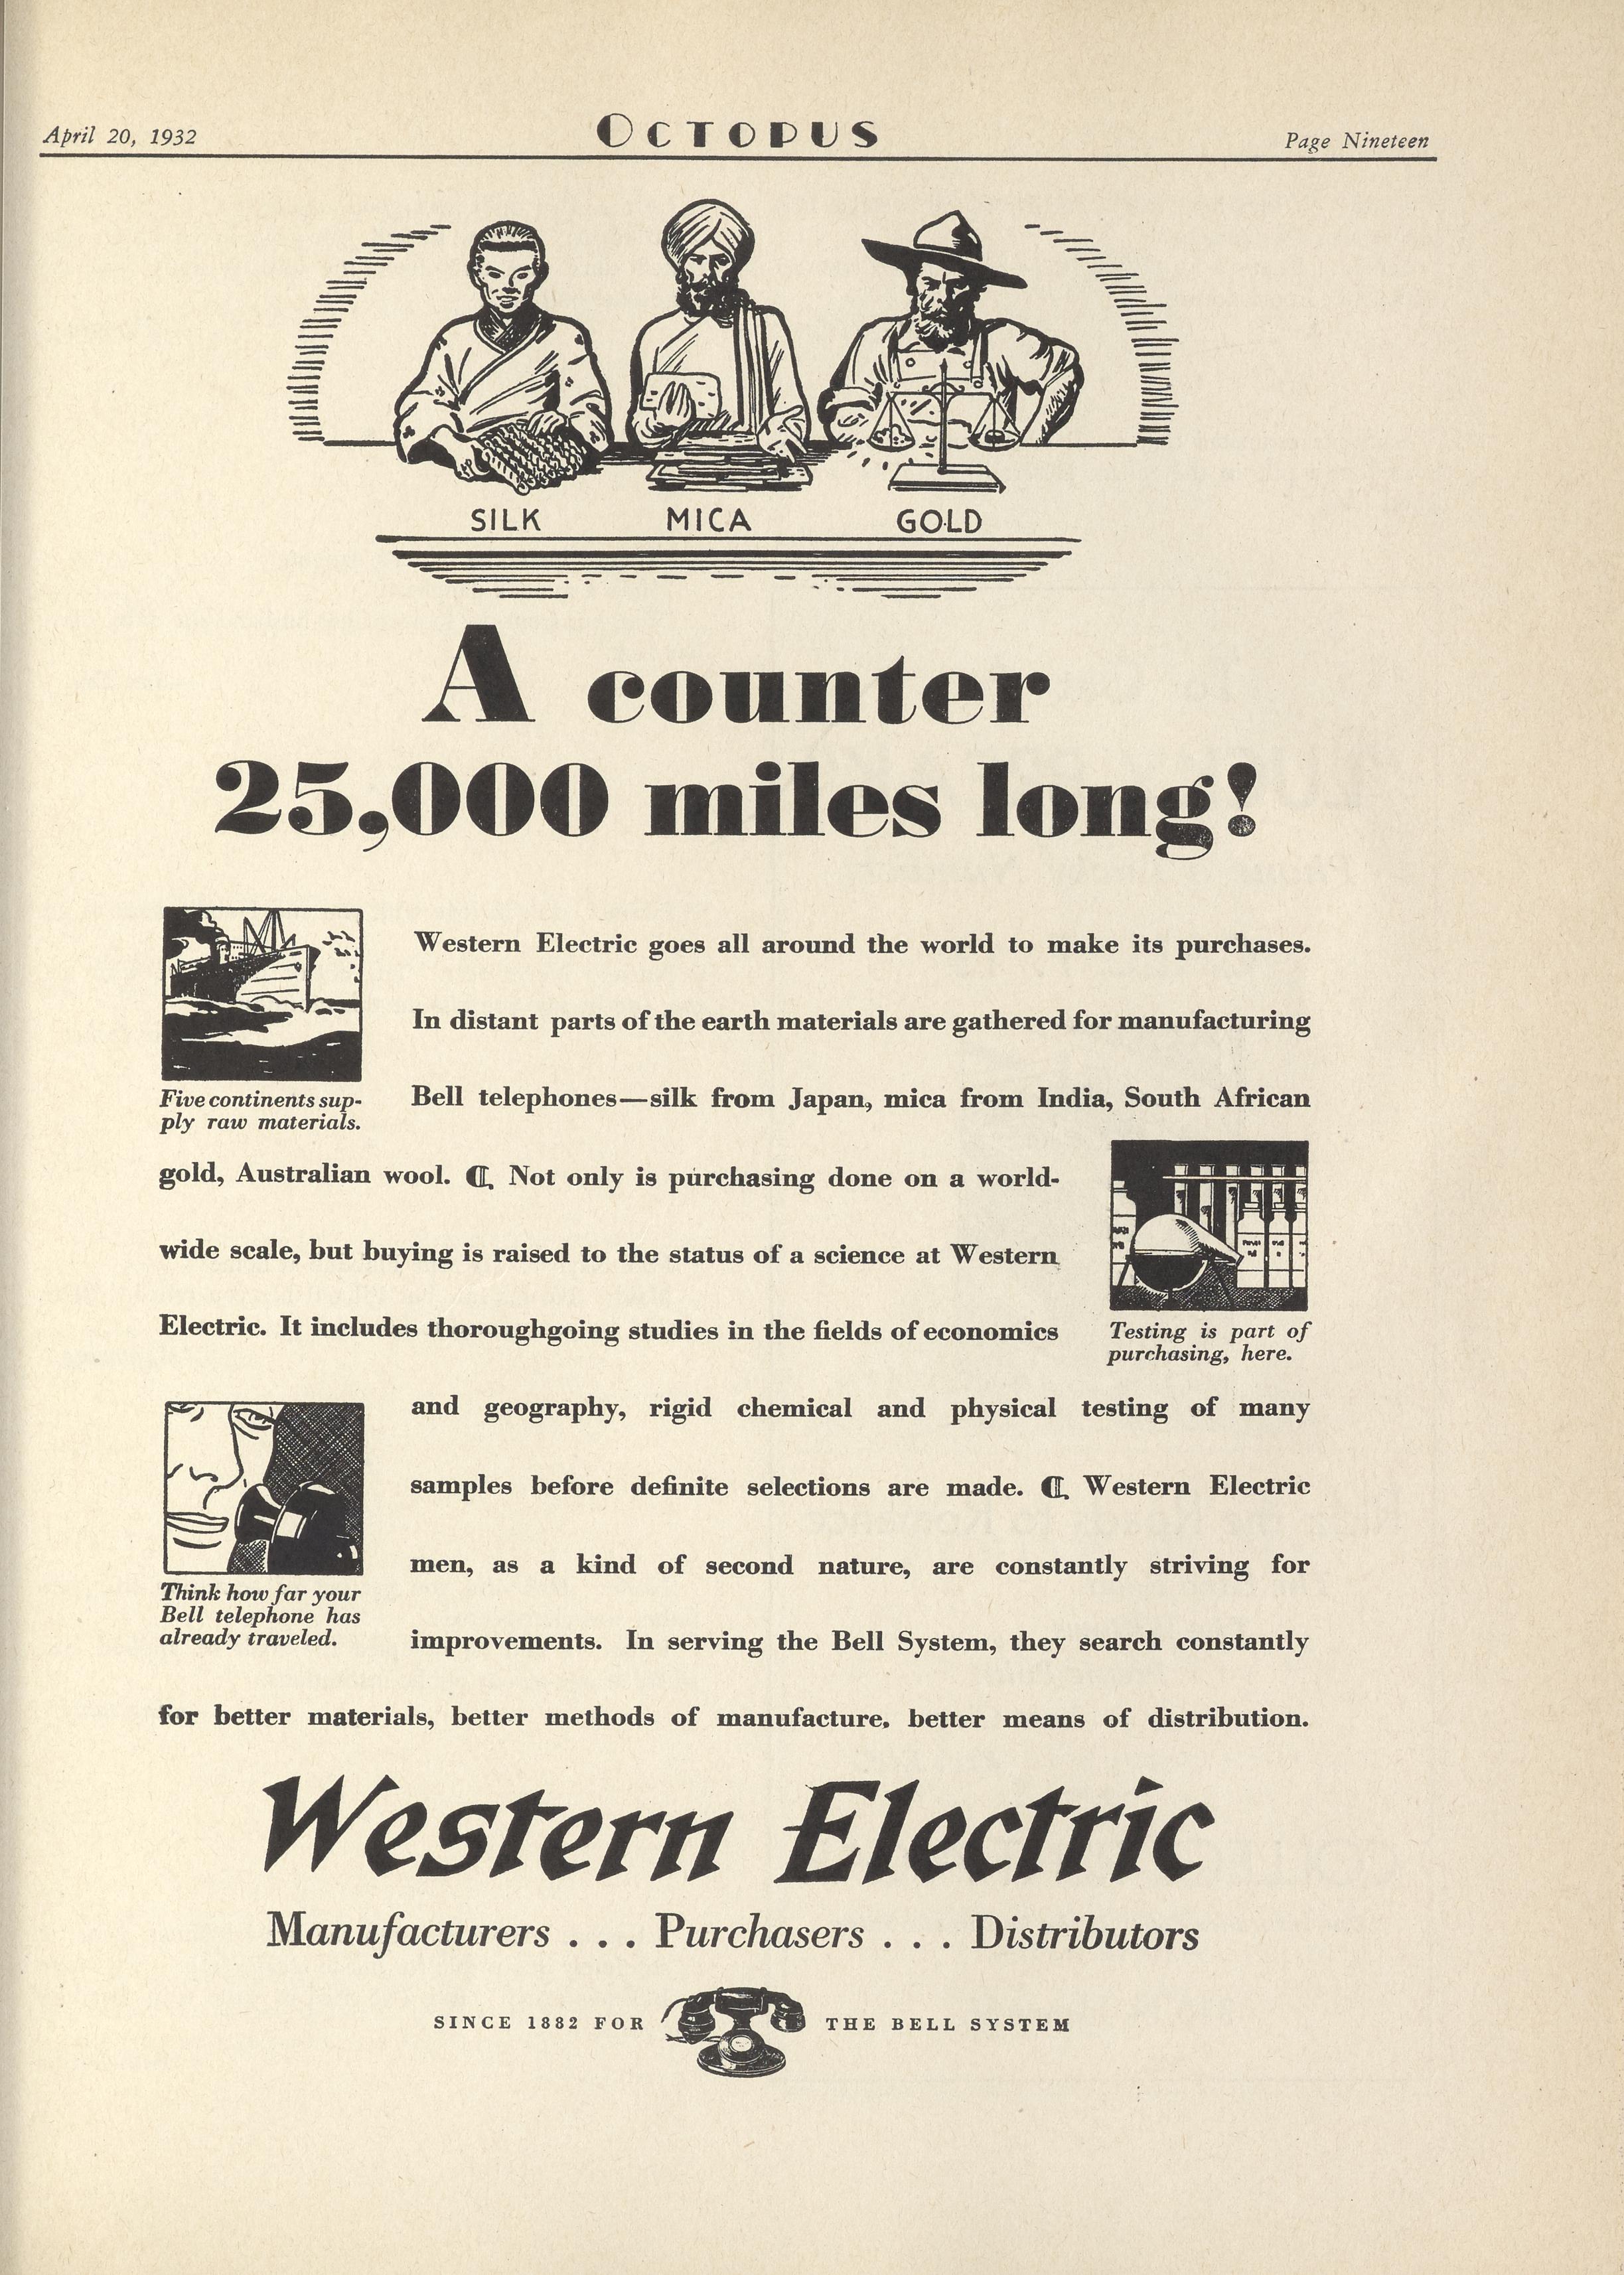 April 20, 1932
OCTOPUS
Page Nineteen
SILK
MICA
GOLD
A counter
25,000 miles long!
Five continents sup-
ply raw materials.
Western Electric goes all around the world to make its purchases.
In distant parts of the earth materials are gathered for manufacturing
Bell telephones—silk from Japan, mica from India, South African
gold, Australian wool. ⁋ Not only is purchasing done on a world-
wide scale, but buying is raised to the status of a science at Western
Electric. It includes thoroughgoing studies in the fields of economics
Testing is part of
purchasing, here.
and geography, rigid chemical and physical testing of many
samples before definite selections are made. ⁋ Western Electric
men, as a kind of second nature, are constantly striving for
improvements. In serving the Bell System, they search constantly
for better materials, better methods of manufacture, better means of distribution.
Think how far your
Bell telephone has
already traveled.
Western Electric
Manufacturers . . . Purchasers . . . Distributors
SINCE 1882 FOR THE BELL SYSTEM